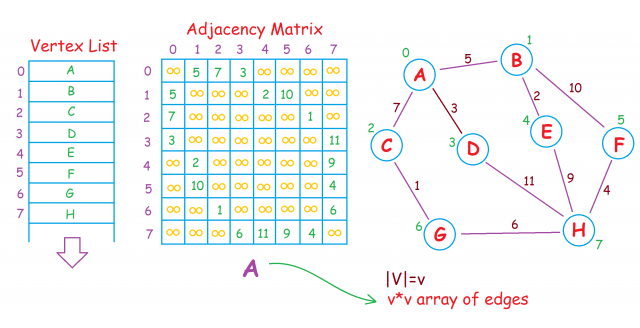 Vertex List
0 A
1 B
2 C
3 D
4 E
5 F
6 G
7 H
Adjacency Matrix
0 1 2 3 4 5 6 7
0 ∞ 5 7 3 ∞ ∞ ∞ ∞
1 5 ∞ ∞ ∞ 2 10 ∞ ∞
2 7 ∞ ∞ ∞ ∞ ∞ 1 ∞
3 3 ∞ ∞ ∞ ∞ ∞ ∞ 11
4 ∞ 2 ∞ ∞ ∞ ∞ ∞ 9
5 ∞ 10 ∞ ∞ ∞ ∞ ∞ 4
6 ∞ ∞ 1 ∞ ∞ ∞ ∞ 6
7 ∞ ∞ ∞ 6 11 9 4 ∞
A
0 A
5
1 B
7
3
2
10
2 C
3 D
4 E
5 F
1
11
9
4
6 G
6
H 7
|V|=v
v*v array of edges